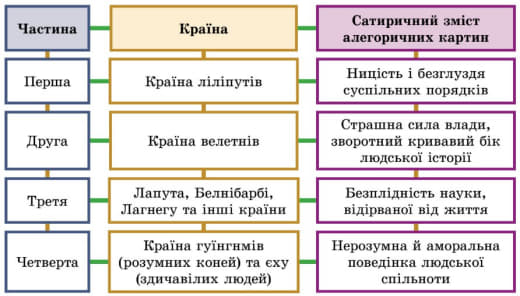 Частина
Країна
Сатиричний зміст
алегоричних картин
Перша
Країна ліліпутів
Ницість і безглуздя
суспільних порядків
Друга
Країна велетнів
Страшна сила влади,
зворотний кривавий бік
людської історії
Третя
Лапута, Белнібарбі,
Лагнегу та інші країни
Безплідність науки,
відірваної від життя
Четверта
Країна гуїнгнмів
(розумних коней) та єху
(здичавілих людей)
Нерозумна й аморальна
поведінка людської
спільноти